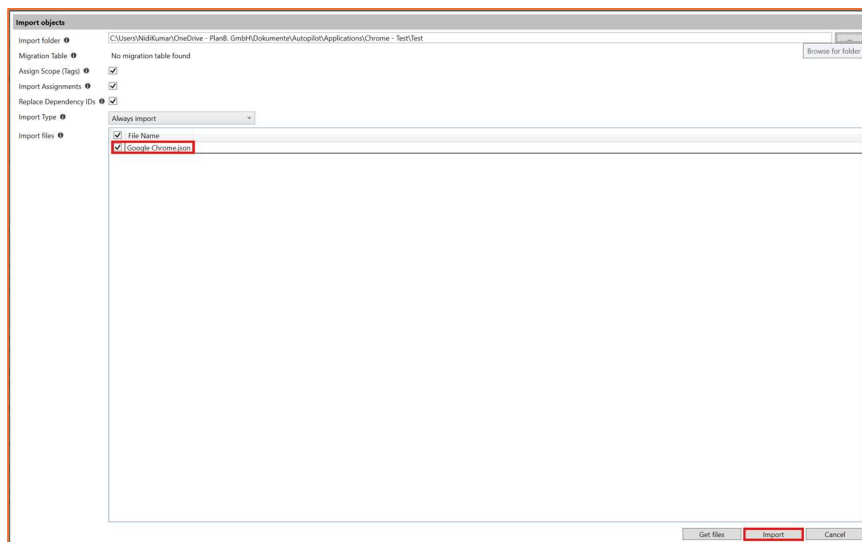 Import objects
Import folder
C:\Users\NidiKumar\OneDrive - PlanB. GmbH\Dokumente\Autopilot\Applications\Chrome - Test\Test
Browse for folder
Migration Table
No migration table found
Assign Scope (Tags)
Import Assignments
Replace Dependency IDs
Import Type
Always import
Import files
File Name
Google Chrome.json
Get files
Import
Cancel